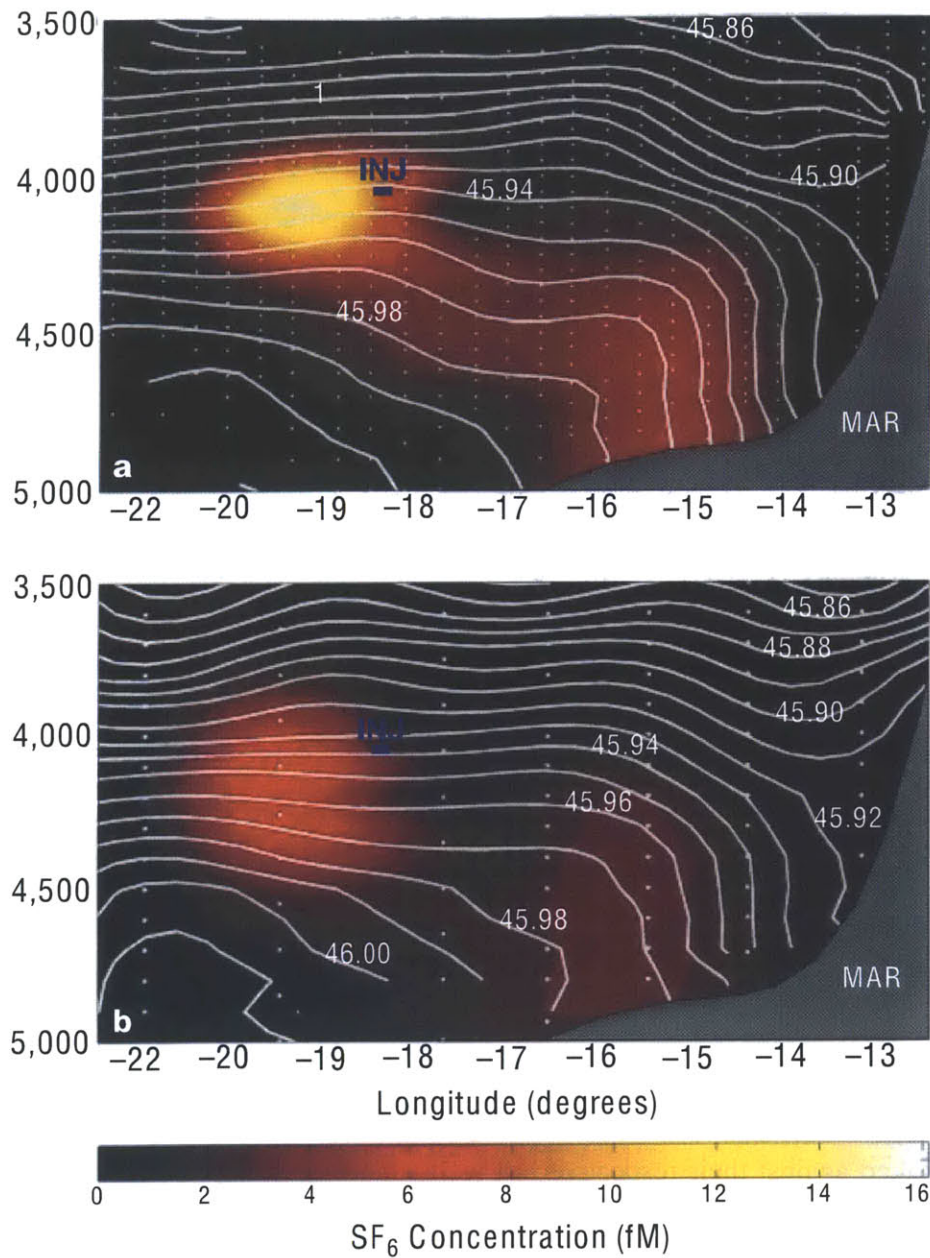 3,500
45.86
1
4,000
INJ
45.90
45.94
4,500
45.98
MAR
a
5,000
−22 −20 −19 −18 −17 −16 −15 −14 −13
3,500
45.86
45.88
45.90
4,000
INJ
45.94
45.96
45.92
4,500
45.98
46.00
MAR
b
5,000
−22 −20 −19 −18 −17 −16 −15 −14 −13
Longitude (degrees)
0 2 4 6 8 10 12 14 16
SF6 Concentration (fM)